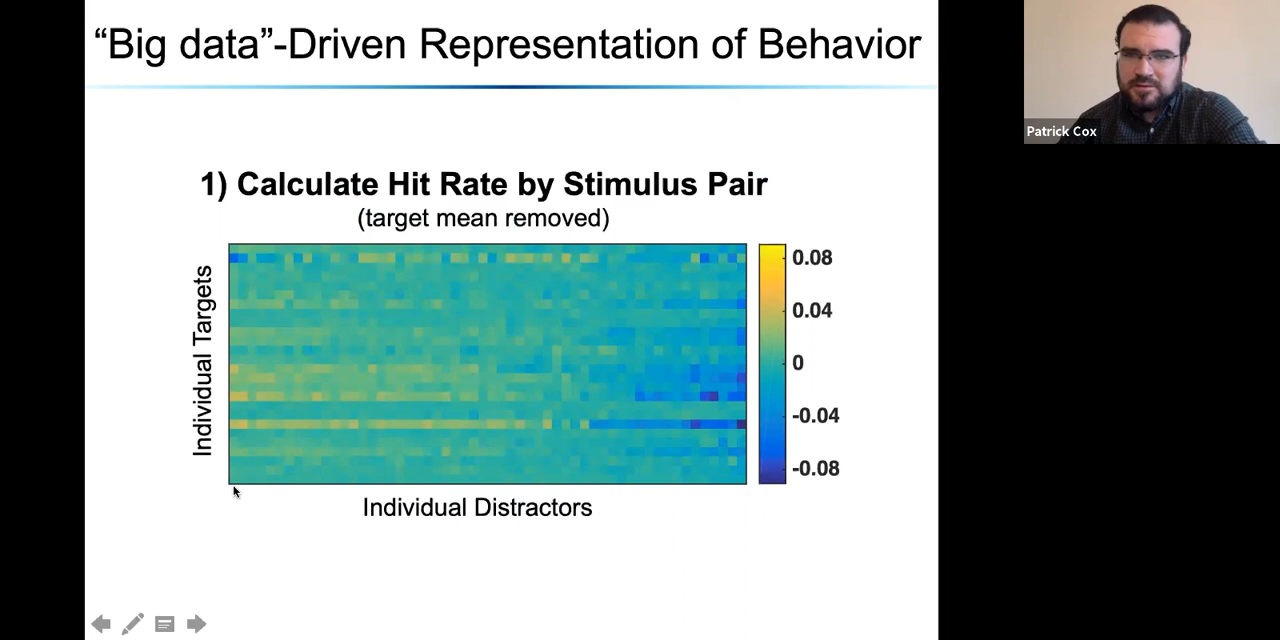 “Big data”-Driven Representation of Behavior
Patrick Cox
1) Calculate Hit Rate by Stimulus Pair
(target mean removed)
Individual Targets
0.08
0.04
0
-0.04
-0.08
Individual Distractors